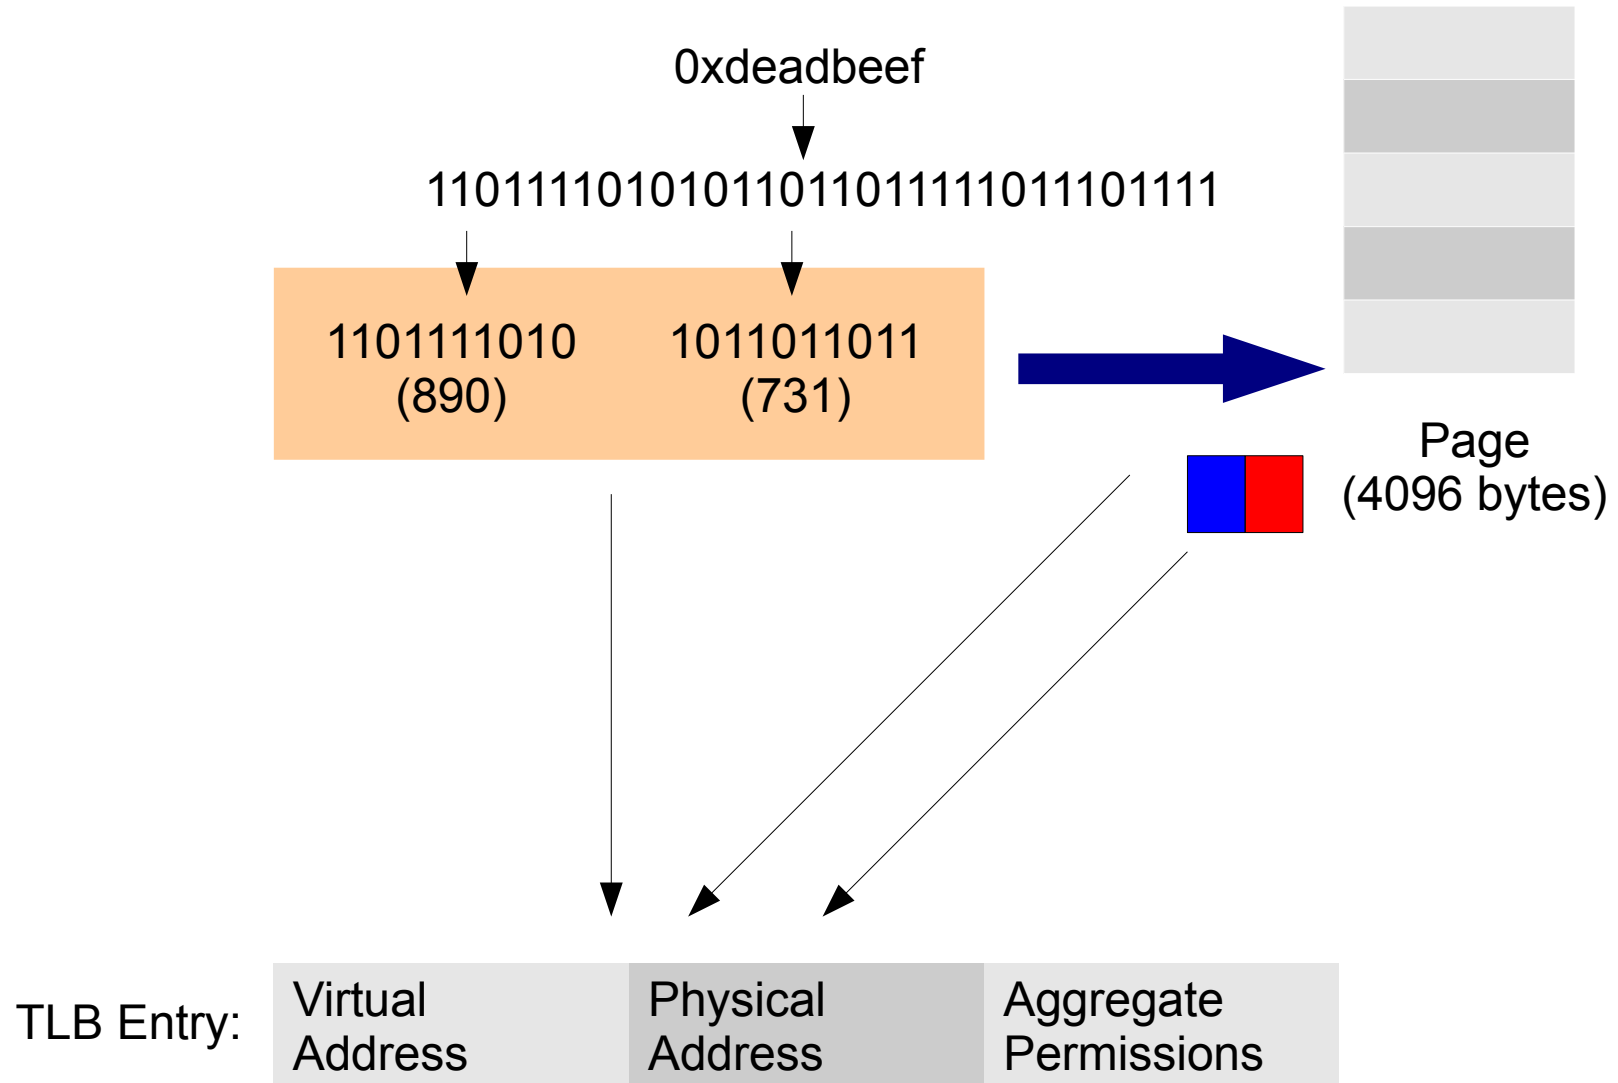 0xdeadbeef
11011110101011011011111011101111
1101111010 1011011011
(890) (731)
Page
(4096 bytes)
TLB Entry:
Virtual
Address
Physical
Address
Aggregate
Permissions